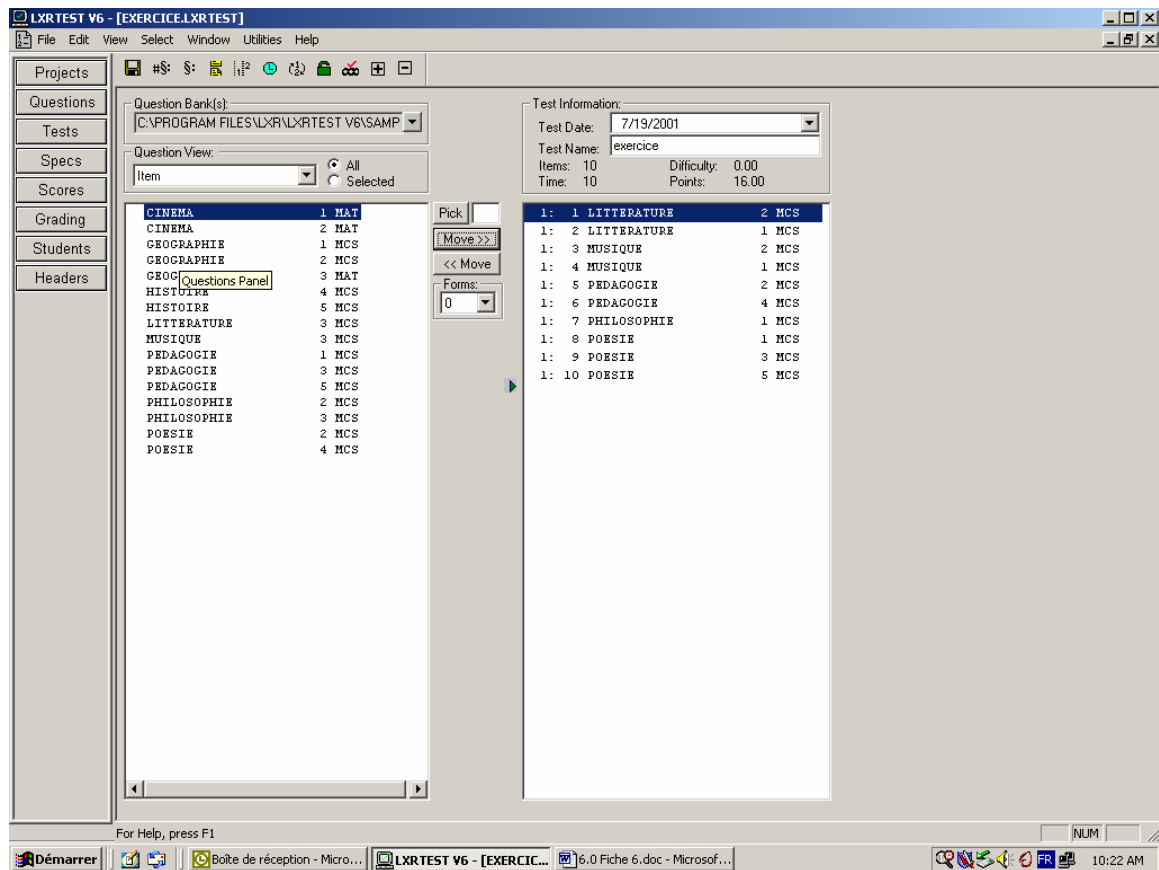 LXRTEST V6 - [EXERCICE.LXRTEST]
File Edit View Select Window Utilities Help
Projects
Questions
Tests
Specs
Scores
Grading
Students
Headers
Question Bank(s):
C:\PROGRAM FILES\LXR\LXRTEST V6\SAMP
Question View:
Item
All
Selected
CINEMA 1 MAT
CINEMA 2 MAT
GEOGRAPHIE 1 MCS
GEOGRAPHIE 2 MCS
GEOG 3 MAT
Questions Panel
HISTOIRE 4 MCS
HISTOIRE 5 MCS
LITTERATURE 3 MCS
MUSIQUE 3 MCS
PEDAGOGIE 1 MCS
PEDAGOGIE 3 MCS
PEDAGOGIE 5 MCS
PHILOSOPHIE 2 MCS
PHILOSOPHIE 3 MCS
POESIE 2 MCS
POESIE 4 MCS
Pick
Move >>
<< Move
Forms:
0
Test Information:
Test Date: 7/19/2001
Test Name: exercice
Items: 10 Difficulty: 0.00
Time: 10 Points: 16.00
1: 1 LITTERATURE 2 MCS
1: 2 LITTERATURE 1 MCS
1: 3 MUSIQUE 2 MCS
1: 4 MUSIQUE 1 MCS
1: 5 PEDAGOGIE 2 MCS
1: 6 PEDAGOGIE 4 MCS
1: 7 PHILOSOPHIE 1 MCS
1: 8 POESIE 1 MCS
1: 9 POESIE 3 MCS
1: 10 POESIE 5 MCS
For Help, press F1
NUM
Démarrer
Boîte de réception - Micro...
LXRTEST V6 - [EXERCIC...
6.0 Fiche 6.doc - Microsof...
FR
10:22 AM